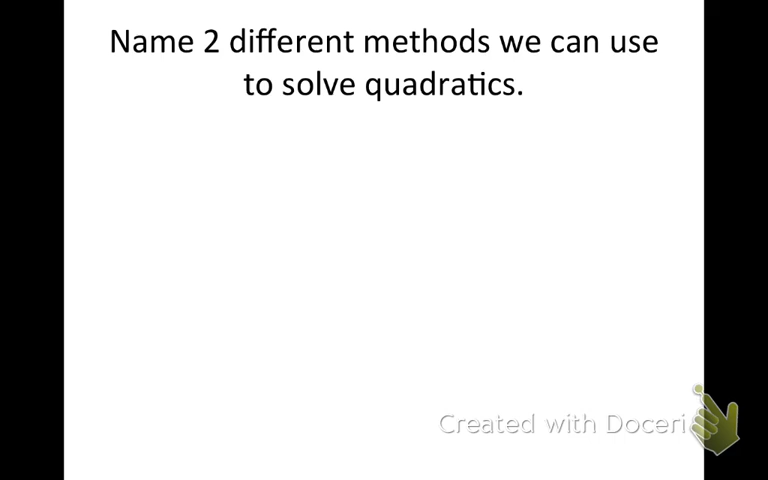 Name 2 different methods we can use
to solve quadratics.
Created with Doceri